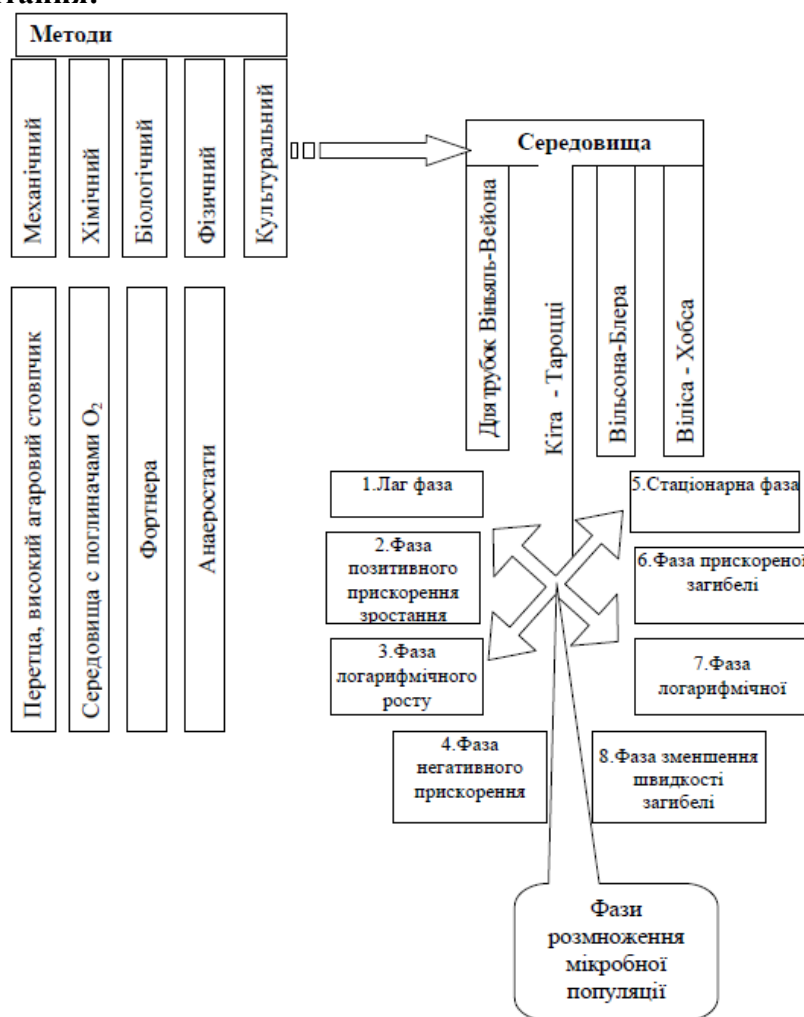 Методи
Механічний
Хімічний
Біологічний
Фізичний
Культуральний
Перетца, високий агаровий стовпчик
Середовища с поглиначами O₂
Фортнера
Анаеростати
Середовища
Для трубок Віньяль-Вейона
Кіта - Тароцці
Вільсона-Блера
Віліса - Хобса
1.Лаг фаза
2.Фаза
позитивного
прискорення
зростання
3.Фаза
логарифмічного
росту
4.Фаза
негативного
прискорення
5.Стаціонарна фаза
6.Фаза прискореної
загибелі
7.Фаза
логарифмічної
8.Фаза зменшення
швидкості
загибелі
Фази
розмноження
мікробної
популяції